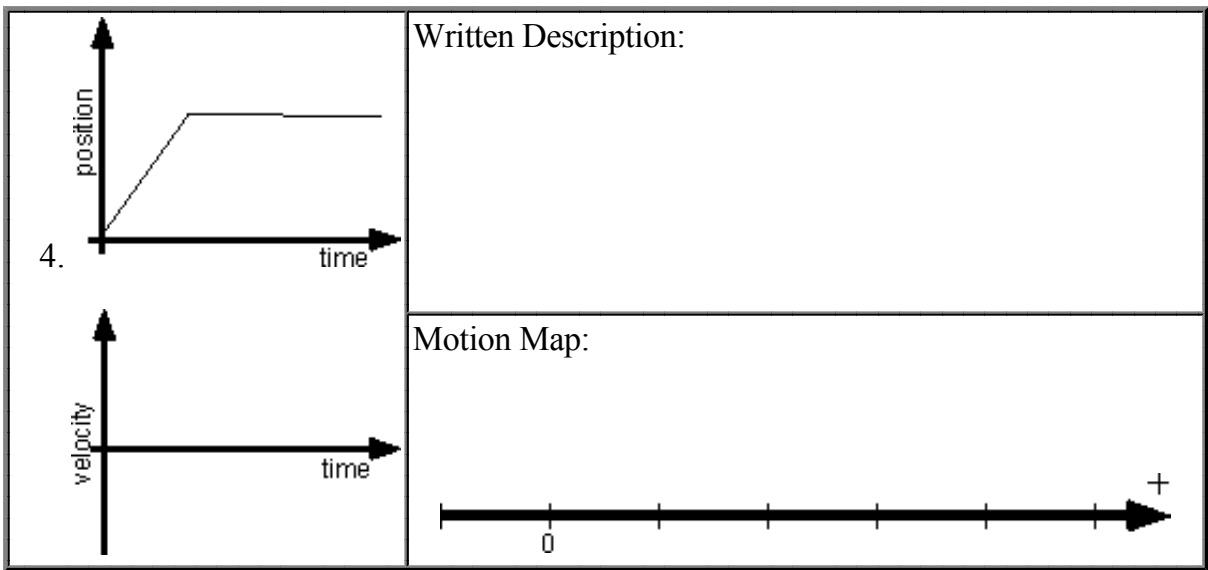 position
4.
time
Written Description:
velocity
time
Motion Map:
+
0